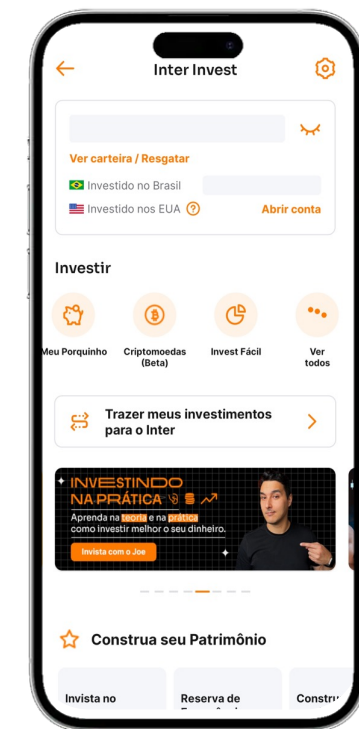 Inter Invest
Ver carteira / Resgatar
Investido no Brasil
Investido nos EUA ?
Abrir conta
Investir
Meu Porquinho
Criptomoedas
(Beta)
Invest Fácil
Ver
todos
Trazer meus investimentos
para o Inter
INVESTINDO
NA PRÁTICA
Aprenda na teoria e na prática
como investir melhor o seu dinheiro.
Invista com o Joe
Construa seu Patrimônio
Invista no
Reserva de
Constru